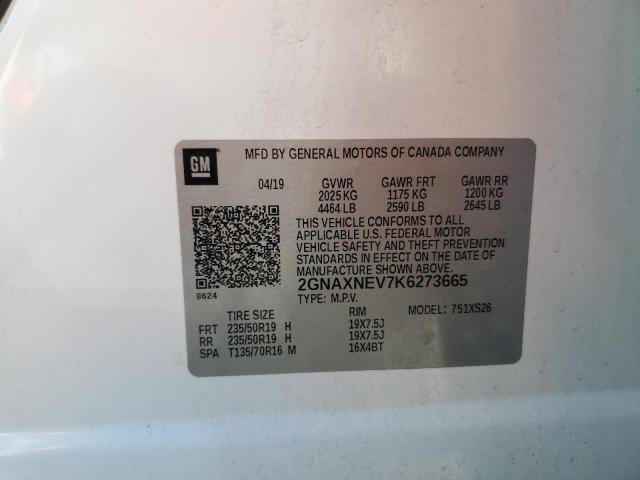 GM
MFD BY GENERAL MOTORS OF CANADA COMPANY
04/19 GVWR GAWR FRT GAWR RR
2025 KG 1175 KG 1200 KG
4464 LB 2590 LB 2645 LB
THIS VEHICLE CONFORMS TO ALL
APPLICABLE U.S. FEDERAL MOTOR
VEHICLE SAFETY AND THEFT PREVENTION
STANDARDS IN EFFECT ON THE DATE OF
MANUFACTURE SHOWN ABOVE.
2GNAXNEV7K6273665
8624
TYPE: M.P.V.
TIRE SIZE RIM MODEL: 751XS26
FRT 235/50R19 H 19X7.5J
RR 235/50R19 H 19X7.5J
SPA T135/70R16 M 16X4BT